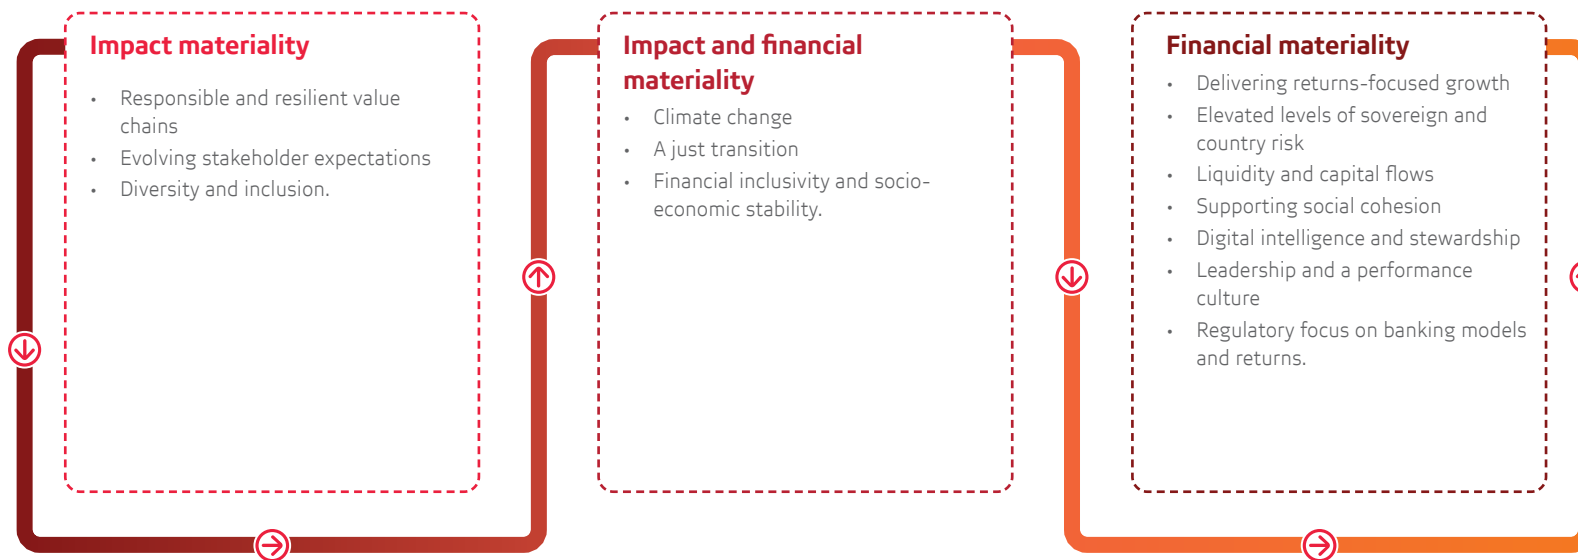 Impact materiality
• Responsible and resilient value
chains
• Evolving stakeholder expectations
• Diversity and inclusion.
Impact and financial
materiality
• Climate change
• A just transition
• Financial inclusivity and socio-
economic stability.
Financial materiality
• Delivering returns-focused growth
• Elevated levels of sovereign and
country risk
• Liquidity and capital flows
• Supporting social cohesion
• Digital intelligence and stewardship
• Leadership and a performance
culture
• Regulatory focus on banking models
and returns.